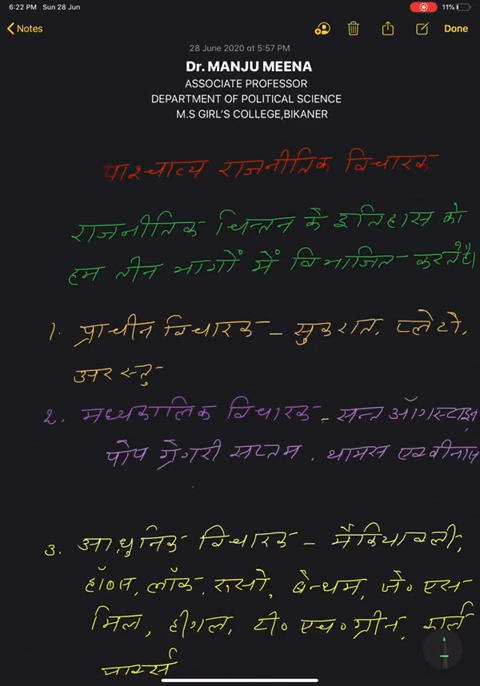 6:22 PM Sun 28 Jun 11%
Notes Done
28 June 2020 at 5:57 PM
Dr. MANJU MEENA
ASSOCIATE PROFESSOR
DEPARTMENT OF POLITICAL SCIENCE
M.S GIRL'S COLLEGE,BIKANER
पाश्चात्य राजनीतिक विचारक
राजनीतिक चिन्तन के इतिहास को
हम तीन भागों में विभाजित करते है।
1. प्राचीन विचारक - सुकरात, प्लेटो,
अरस्तु
2. मध्यकालिक विचारक - सन्त ऑगस्टाइन
पोप ग्रेगरी सप्तम, थामस एक्वीनास
3. आधुनिक विचारक - मैकियावली,
हॉब्स, लॉक, रुसो, बेन्थम, जे० एस
मिल, हीगल, टी० एच० ग्रीन, कार्ल
मार्क्स